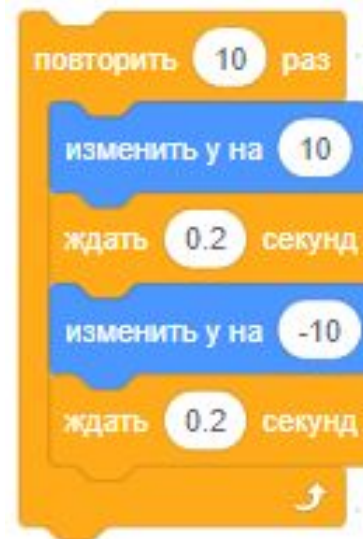 повторить 10 раз
изменить y на 10
ждать 0.2 секунд
изменить y на -10
ждать 0.2 секунд